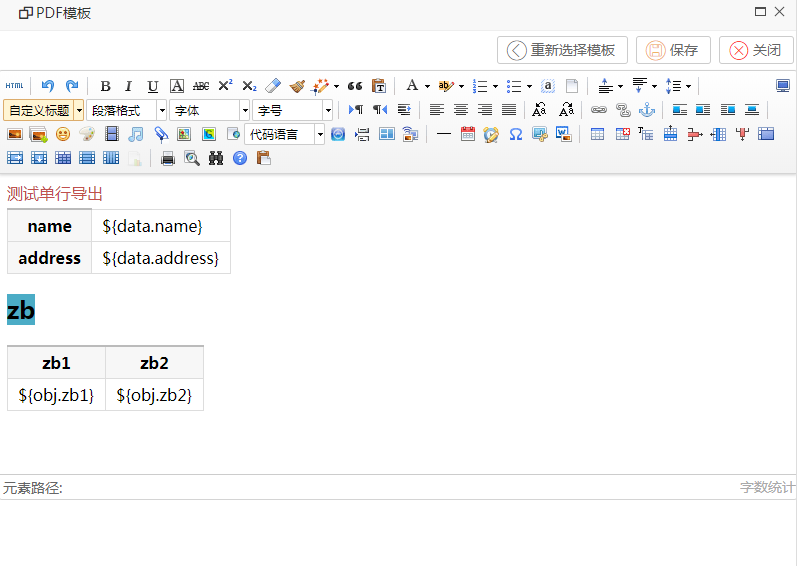 PDF模板
重新选择模板 保存 关闭
HTML B I U A ABC X² X₂ A ab a
自定义标题 段落格式 字体 字号
代码语言
测试单行导出
name ${data.name}
address ${data.address}
zb
zb1 zb2
${obj.zb1} ${obj.zb2}
元素路径: 字数统计